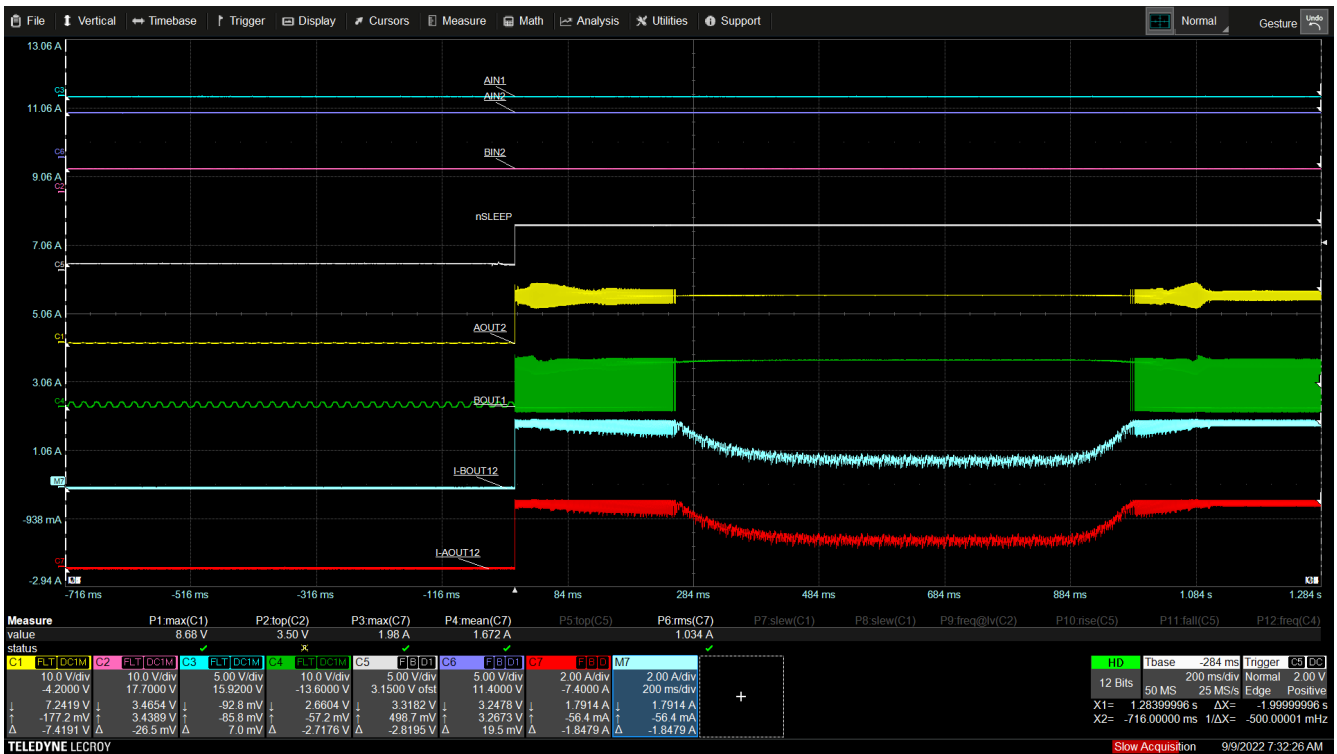 File Vertical Timebase Trigger Display Cursors Measure Math Analysis Utilities Support Normal Gesture Undo
13.06 A
AIN1
C3
AIN2
11.06 A
C6
BIN2
9.06 A
C2
nSLEEP
7.06 A
C5
5.06 A
AOUT2
C1
3.06 A
C4
BOUT1
1.06 A
I-BOUT12
M7
-938 mA
I-AOUT12
C7
-2.94 A
-716 ms -516 ms -316 ms -116 ms 84 ms 284 ms 484 ms 684 ms 884 ms 1.084 s 1.284 s
Measure P1:max(C1) P2:top(C2) P3:max(C7) P4:mean(C7) P5:top(C5) P6:rms(C7) P7:slew(C1) P8:slew(C1) P9:freq@lv(C2) P10:rise(C5) P11:fall(C3) P12:freq(C4)
value 8.68 V 3.50 V 1.98 A 1.672 A 1.034 A
status
C1 FLT DC1M C2 FLT DC1M C3 FLT DC1M C4 FLT DC1M C5 F B D1 C6 F B D1 C7 F B D M7 HD Tbase -284 ms Trigger C5 DC
10.0 V/div 10.0 V/div 5.00 V/div 10.0 V/div 5.00 V/div 5.00 V/div 2.00 A/div 2.00 A/div 12 Bits 200 ms/div Normal 2.00 V
-4.2000 V 17.7000 V 15.9200 V -13.6000 V 3.1500 V ofst 11.4000 V -7.4000 A 200 ms/div 50 MS 25 MS/s Edge Positive
↓ 7.2419 V ↓ 3.4654 V ↓ -92.8 mV ↓ 2.6604 V ↓ 3.3182 V ↓ 3.2478 V ↓ 1.7914 A ↓ 1.7914 A X1= 1.28399996 s ΔX= -1.99999996 s
↑ -177.2 mV ↑ 3.4389 V ↑ -85.8 mV ↑ -57.2 mV ↑ 498.7 mV ↑ 3.2673 V ↑ -56.4 mA ↑ -56.4 mA X2= -716.00000 ms 1/ΔX= -500.00001 mHz
Δ -7.4191 V Δ -26.5 mV Δ 7.0 mV Δ -2.7176 V Δ -2.8195 V Δ 19.5 mV Δ -1.8479 A Δ -1.8479 A
TELEDYNE LECROY Slow Acquisition 9/9/2022 7:32:26 AM